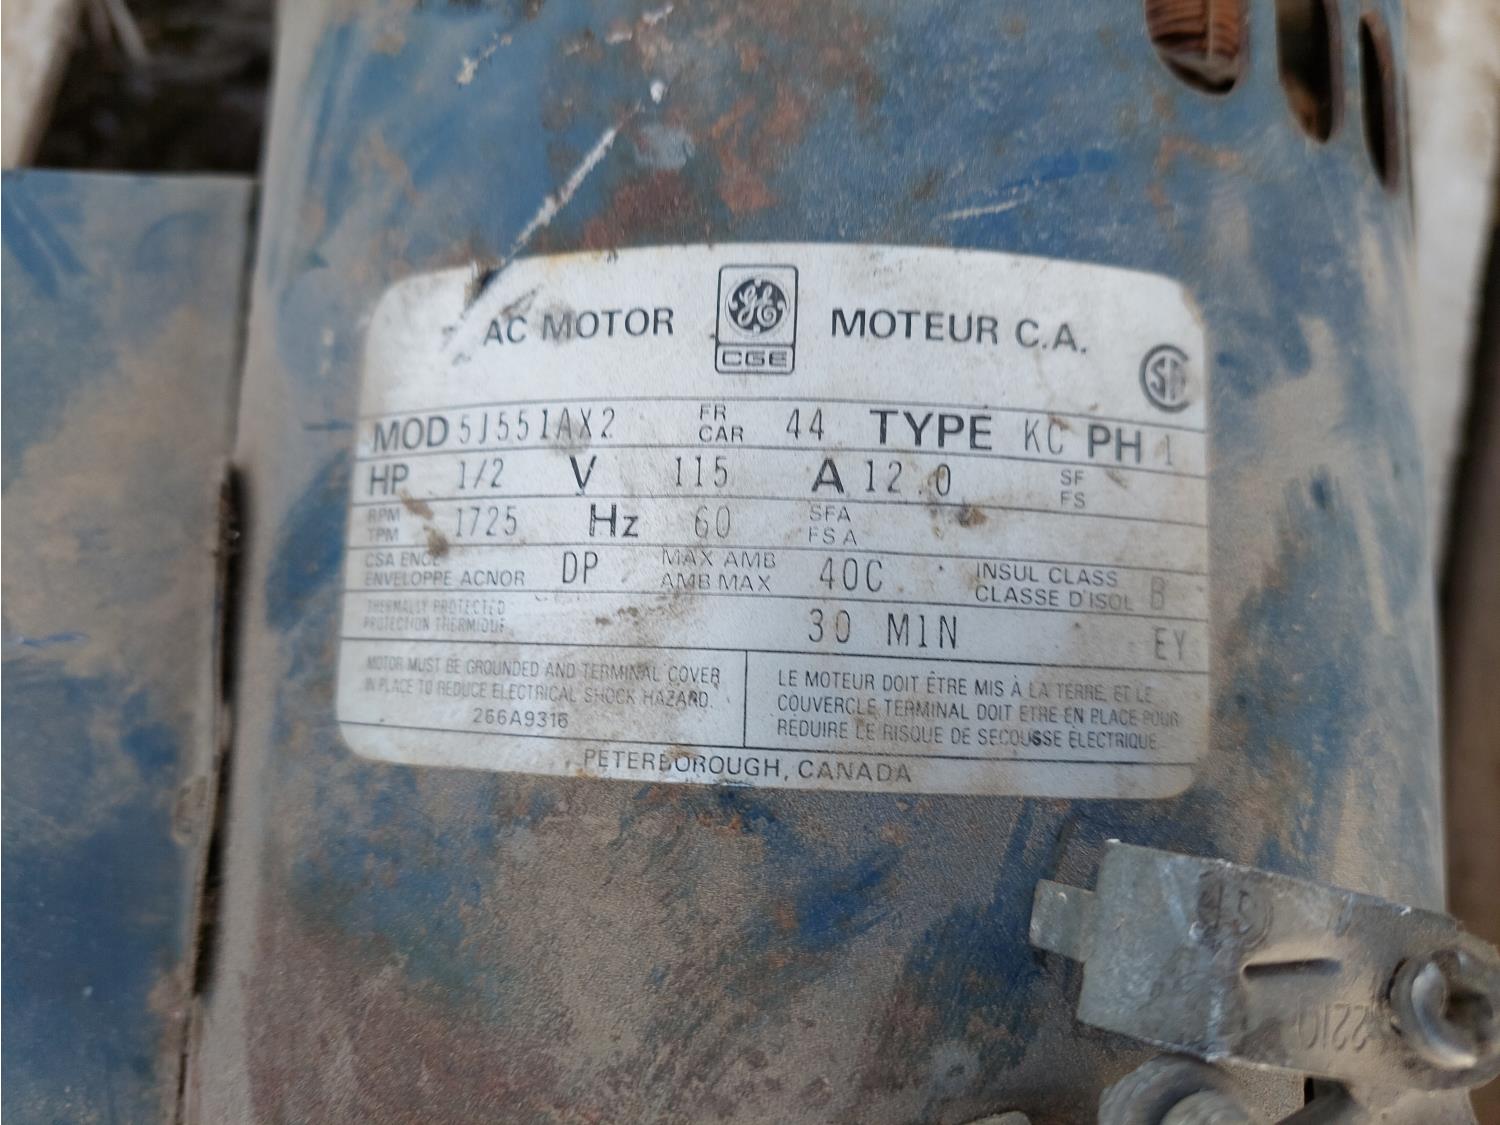 AC MOTOR GE CGE MOTEUR C.A.
MOD 5J551AX2 FR CAR 44 TYPE KC PH 1
HP 1/2 V 115 A 12.0 SF FS
RPM TPM 1725 Hz 60 SFA FSA
CSA ENCL ENVELOPPE ACNOR DP MAX AMB AMB MAX 40C INSUL CLASS CLASSE D'ISOL B
THERMALLY PROTECTED
PROTECTION THERMIQUE 30 MIN EY
MOTOR MUST BE GROUNDED AND TERMINAL COVER
IN PLACE TO REDUCE ELECTRICAL SHOCK HAZARD.
266A9316
LE MOTEUR DOIT ÊTRE MIS À LA TERRE, ET LE
COUVERCLE TERMINAL DOIT ETRE EN PLACE POUR
REDUIRE LE RISQUE DE SECOUSSE ÉLECTRIQUE
PETERBOROUGH, CANADA